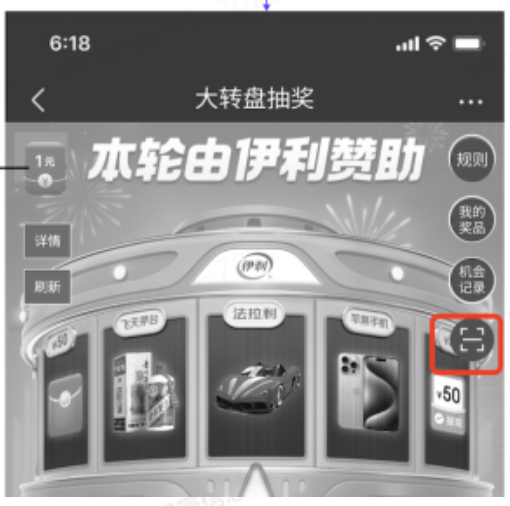 6:18
大转盘抽奖
1元
¥
本轮由伊利赞助
规则
我的
奖品
详情
伊利
机会
记录
刷新
飞天茅台
法拉利
苹果手机
¥50
¥50